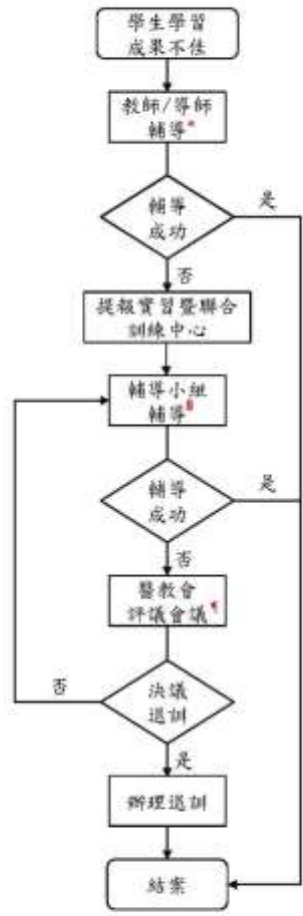 學生學習
成果不佳
教師/導師
輔導*
輔導
成功
是
否
提報實習暨聯合
訓練中心
輔導小組
輔導
輔導
成功
是
否
醫教會
評議會議¶
決議
退訓
否
是
辦理退訓
結案